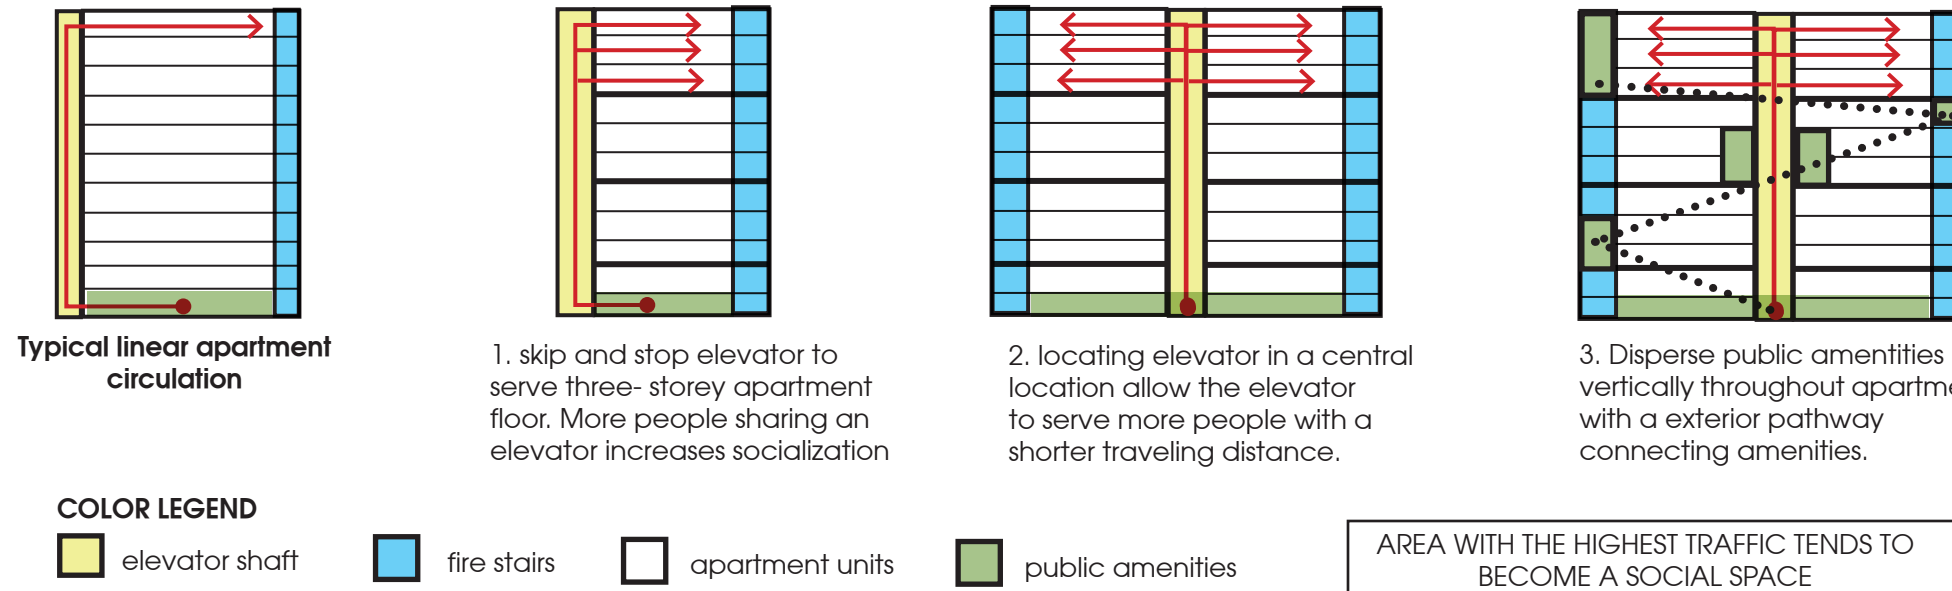 Typical linear apartment
circulation
1. skip and stop elevator to
serve three- storey apartment
floor. More people sharing an
elevator increases socialization
2. locating elevator in a central
location allow the elevator
to serve more people with a
shorter traveling distance.
3. Disperse public amentities
vertically throughout apartme
with a exterior pathway
connecting amenities.
COLOR LEGEND
elevator shaft
fire stairs
apartment units
public amenities
AREA WITH THE HIGHEST TRAFFIC TENDS TO
BECOME A SOCIAL SPACE